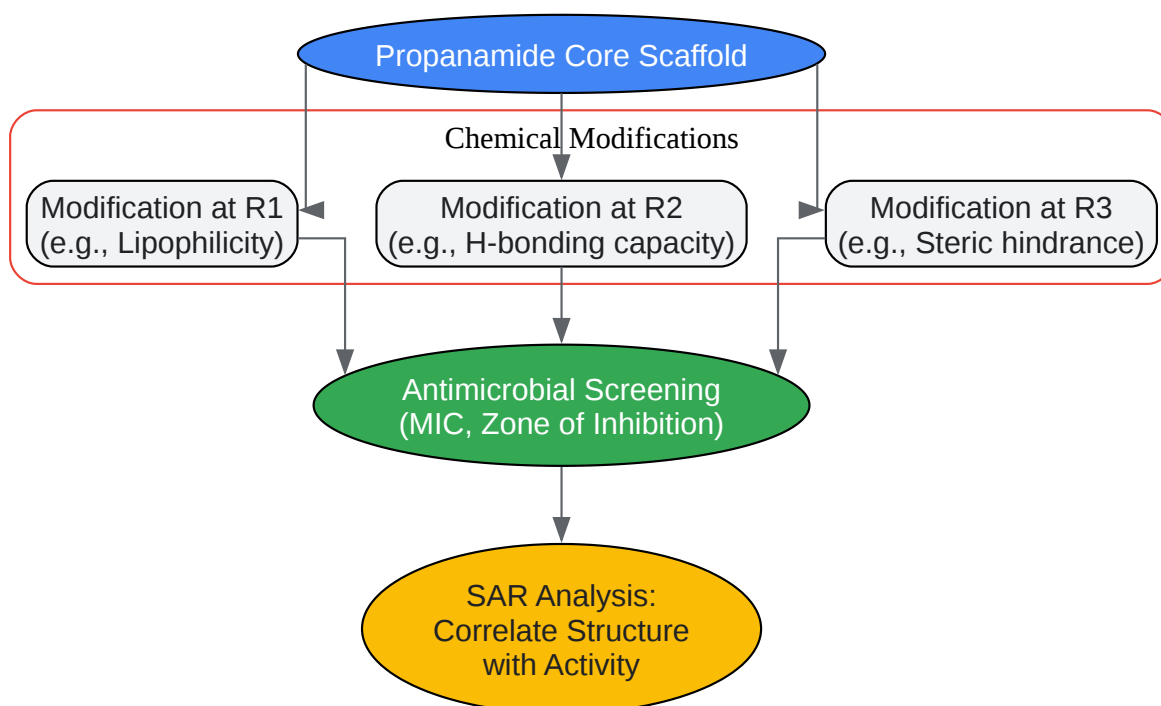 Propanamide Core Scaffold
Chemical Modifications
Modification at R1
(e.g., Lipophilicity)
Modification at R2
(e.g., H-bonding capacity)
Modification at R3
(e.g., Steric hindrance)
Antimicrobial Screening
(MIC, Zone of Inhibition)
SAR Analysis:
Correlate Structure
with Activity